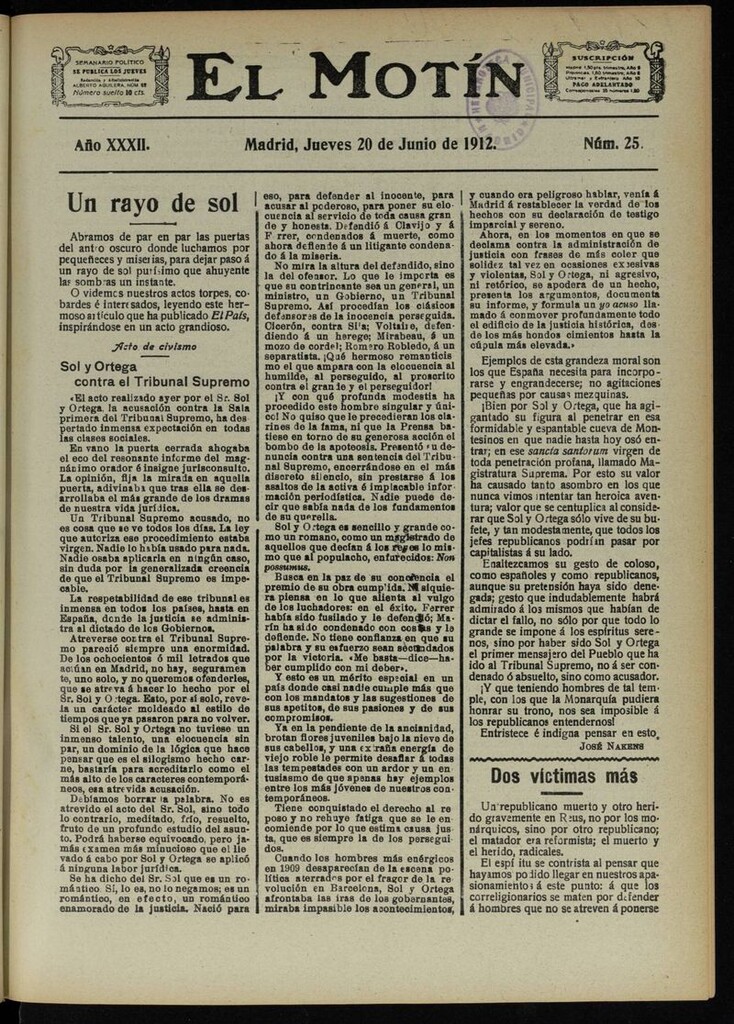 SEMANARIO POLÍTICO
SE PUBLICA LOS JUEVES
Redacción y Administración
ALBERTO AGUILERA, NÚM 52
Número suelto 10 cts.
EL MOTÍN
SUSCRIPCIÓN
PAGO ADELANTADO
Año XXXII.
Madrid, Jueves 20 de Junio de 1912.
Núm. 25.
Un rayo de sol
Abramos de par en par las puertas
del antro oscuro donde luchamos por
pequeñeces y miserias, para dejar paso á
un rayo de sol purísimo que ahuyente
las sombras un instante.
O videmos nuestros actos torpes, co-
bardes é interesados, leyendo este her-
moso artículo que ha publicado El País,
inspirándose en un acto grandioso.
Acto de civismo
Sol y Ortega
contra el Tribunal Supremo
«El acto realizado ayer por el Sr. Sol
y Ortega, la acusación contra la Sala
primera del Tribunal Supremo, ha des-
pertado inmensa expectación en todas
las clases sociales.
En vano la puerta cerrada ahogaba
el eco del resonante informe del mag-
nánimo orador é insigne jurisconsulto.
La opinión, fija la mirada en aquella
puerta, adivinaba que tras ella se des-
arrollaba el más grande de los dramas
de nuestra vida jurídica.
Un Tribunal Supremo acusado, no
es cosa que se ve todos los días. La ley
que autoriza ese procedimiento estaba
virgen. Nadie lo había usado para nada.
Nadie osaba aplicarla en ningún caso,
sin duda por la generalizada creencia
de que el Tribunal Supremo es impe-
cable.
La respetabilidad de ese tribunal es
inmensa en todos los países, hasta en
España, donde la justicia se adminis-
tra al dictado de los Gobiernos.
Atreverse contra el Tribunal Supre-
mo pareció siempre una enormidad.
De los ochocientos ó mil letrados que
actúan en Madrid, no hay, seguramen-
te, uno solo, y no queremos ofenderles,
que se atreva á hacer lo hecho por el
Sr. Sol y Ortega. Esto, por sí solo, reve-
la un carácter moldeado al estilo de
tiempos que ya pasaron para no volver.
Si el Sr. Sol y Ortega no tuviese un
inmenso talento, una elocuencia sin
par, un dominio de la lógica que hace
pensar que es el silogismo hecho car-
ne, bastaría para acreditarlo como el
más alto de los caracteres contemporá-
neos, esa atrevida acusación.
Debíamos borrar la palabra. No es
atrevido el acto del Sr. Sol, sino todo
lo contrario, meditado, frío, resuelto,
fruto de un profundo estudio del asun-
to. Podrá haberse equivocado, pero ja-
más examen más minucioso que el lle-
vado á cabo por Sol y Ortega se aplicó
á ninguna labor jurídica.
Se ha dicho del Sr. Sol que es un ro-
mántico. Sí, lo es, no lo negamos; es un
romántico, en efecto, un romántico
enamorado de la justicia. Nació para
eso, para defender al inocente, para
acusar al poderoso, para poner su elo-
cuencia al servicio de toda causa gran
de y honesta. Defendió á Clavijo y á
Ferrer, condenados á muerte, como
ahora defiende á un litigante condena-
do á la miseria.
No mira la altura del defendido, sino
la del ofensor. Lo que le importa es
que su contrincante sea un general, un
ministro, un Gobierno, un Tribunal
Supremo. Así procedían los clásicos
defensores de la inocencia perseguida.
Cicerón, contra Sila; Voltaire, defen-
diendo á un herege; Mirabeau, á un
mozo de cordel; Romero Robledo, á un
separatista. ¡Qué hermoso romanticis
mo el que ampara con la elocuencia al
humilde, al perseguido, al proscrito
contra el grande y el perseguidor!
¡Y con qué profunda modestia ha
procedido este hombre singular y úni-
co! No quiso que le precedieran los cla-
rines de la fama, ni que la Prensa ba-
tiese en torno de su generosa acción el
bombo de la apoteosis. Presentó su de-
nuncia contra una sentencia del Tribu-
nal Supremo, encerrándose en el más
discreto silencio, sin prestarse á los
asaltos de la activa é implacable infor-
mación periodística. Nadie puede de-
cir que sabía nada de los fundamentos
de su querella.
Sol y Ortega es sencillo y grande co-
mo un romano, como un magistrado de
aquellos que decían á los reyes lo mis-
mo que al populacho, enfurecidos: Non
possumus.
Busca en la paz de su conciencia el
premio de su obra cumplida. Ni siquie-
ra piensa en lo que alienta al vulgo
de los luchadores: en el éxito. Ferrer
había sido fusilado y le defendió; Ma-
rín ha sido condenado con costas y le
defiende. No tiene confianza en que su
palabra y su esfuerzo sean secundados
por la victoria. «Me basta—dice—ha-
ber cumplido con mi deber».
Y esto es un mérito especial en un
país donde casi nadie cumple más que
con los mandatos y las sugestiones de
sus apetitos, de sus pasiones y de sus
compromisos.
Ya en la pendiente de la ancianidad,
brotan flores juveniles bajo la nieve de
sus cabellos, y una extraña energía de
viejo roble le permite desafiar á todas
las tempestades con un ardor y un en-
tusiasmo de que apenas hay ejemplos
entre los más jóvenes de nuestros con-
temporáneos.
Tiene conquistado el derecho al re
poso y no rehuye fatiga que se le en-
comiende por lo que estima causa jus-
ta, que es siempre la de los persegui-
dos.
Cuando los hombres más enérgicos
en 1909 desaparecían de la escena po-
lítica aterrados por el fragor de la re-
volución en Barcelona, Sol y Ortega
afrontaba las iras de los gobernantes,
miraba impasible los acontecimientos,
y cuando era peligroso hablar, venía á
Madrid á restablecer la verdad de los
hechos con su declaración de testigo
imparcial y sereno.
Ahora, en los momentos en que se
declama contra la administración de
justicia con frases de más color que
solidez tal vez en ocasiones excesivas
y violentas, Sol y Ortega, ni agresivo,
ni retórico, se apodera de un hecho,
presenta los argumentos, documenta
su informe, y formula un yo acuso lla-
mado á conmover profundamente todo
el edificio de la justicia histórica, des-
de los más hondos cimientos hasta la
cúpula más elevada.»
Ejemplos de esta grandeza moral son
los que España necesita para incorpo-
rarse y engrandecerse; no agitaciones
pequeñas por causas mezquinas.
¡Bien por Sol y Ortega, que ha agi-
gantado su figura al penetrar en esa
formidable y espantable cueva de Mon-
tesinos en que nadie hasta hoy osó en-
trar; en ese sancta santorum virgen de
toda penetración profana, llamado Ma-
gistratura Suprema. Por esto su valor
ha causado tanto asombro en los que
nunca vimos intentar tan heroica aven-
tura; valor que se centuplica al conside-
rar que Sol y Ortega sólo vive de su bu-
fete, y tan modestamente, que todos los
jefes republicanos podrían pasar por
capitalistas á su lado.
Enaltezcamos su gesto de coloso,
como españoles y como republicanos,
aunque su pretensión haya sido dene-
gada; gesto que indudablemente habrá
admirado á los mismos que habían de
dictar el fallo, no sólo por que todo lo
grande se impone á los espíritus sere-
nos, sino por haber sido Sol y Ortega
el primer mensajero del Pueblo que ha
ido al Tribunal Supremo, no á ser con-
denado ó absuelto, sino como acusador.
¡Y que teniendo hombres de tal tem-
ple, con los que la Monarquía pudiera
honrar su trono, nos sea imposible á
los republicanos entendernos!
Entristece é indigna pensar en esto.
JOSÉ NAKENS
Dos víctimas más
Un republicano muerto y otro heri-
do gravemente en Reus, no por los mo-
nárquicos, sino por otro republicano;
el matador era reformista; el muerto y
el herido, radicales.
El espíritu se contrista al pensar que
hayamos podido llegar en nuestros apa-
sionamientos á este punto: á que los
correligionarios se maten por defender
á hombres que no se atreven á ponerse